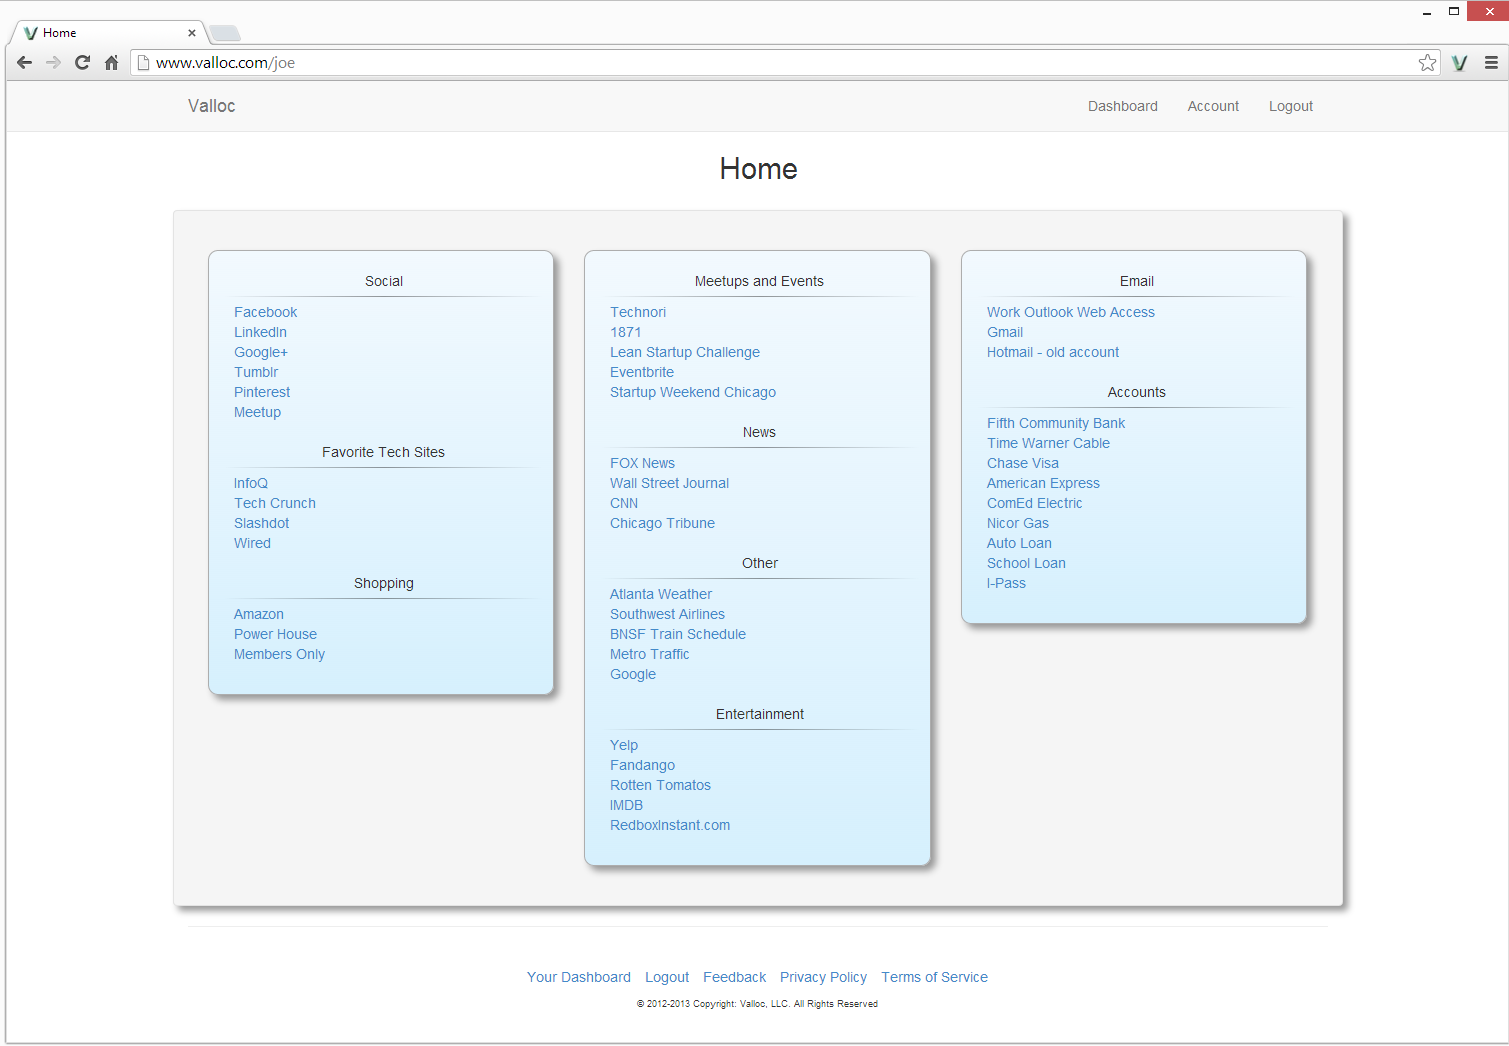 Home
www.valloc.com/joe
Valloc
Dashboard Account Logout
Home
Social
Facebook
LinkedIn
Google+
Tumblr
Pinterest
Meetup
Favorite Tech Sites
InfoQ
Tech Crunch
Slashdot
Wired
Shopping
Amazon
Power House
Members Only
Meetups and Events
Technori
1871
Lean Startup Challenge
Eventbrite
Startup Weekend Chicago
News
FOX News
Wall Street Journal
CNN
Chicago Tribune
Other
Atlanta Weather
Southwest Airlines
BNSF Train Schedule
Metro Traffic
Google
Entertainment
Yelp
Fandango
Rotten Tomatos
IMDB
RedboxInstant.com
Email
Work Outlook Web Access
Gmail
Hotmail - old account
Accounts
Fifth Community Bank
Time Warner Cable
Chase Visa
American Express
ComEd Electric
Nicor Gas
Auto Loan
School Loan
I-Pass
Your Dashboard Logout Feedback Privacy Policy Terms of Service
© 2012-2013 Copyright: Valloc, LLC. All Rights Reserved